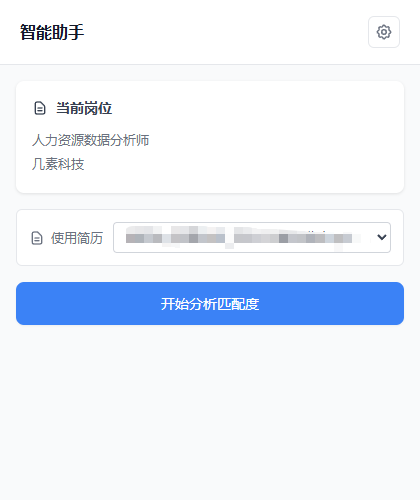 智能助手
当前岗位
人力资源数据分析师
几素科技
使用简历
开始分析匹配度